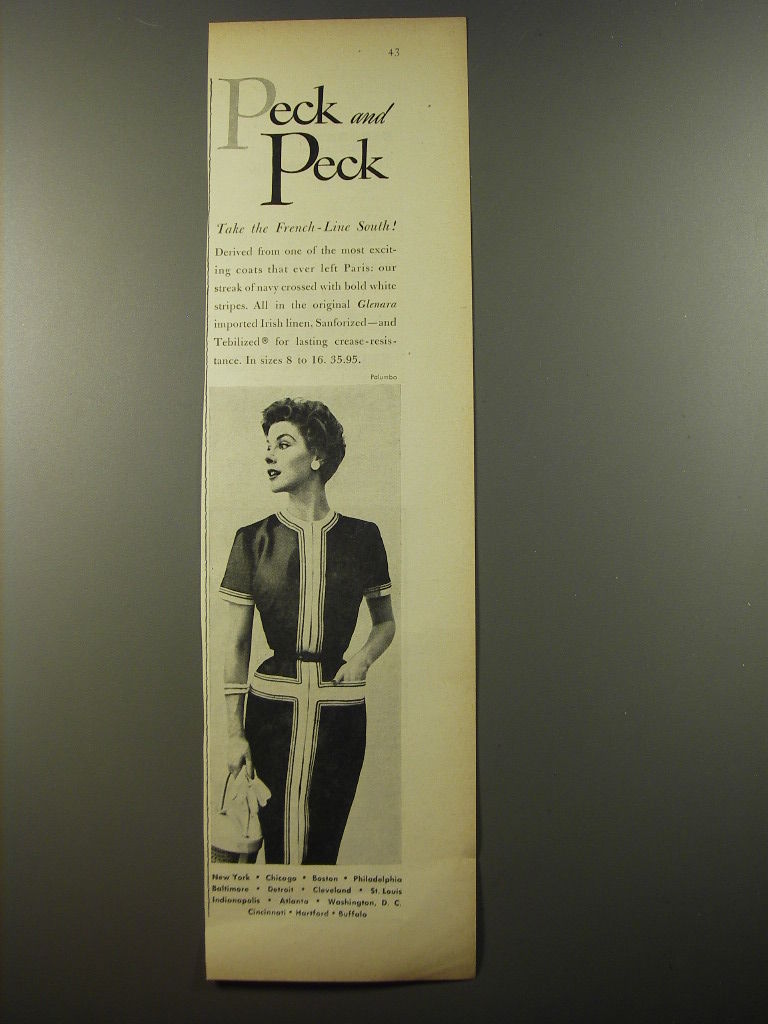 43
Peck and
Peck
Take the French-Line South!
Derived from one of the most excit-
ing coats that ever left Paris: our
streak of navy crossed with bold white
stripes. All in the original Glenara
imported Irish linen, Sanforized—and
Tebilized® for lasting crease-resis-
tance. In sizes 8 to 16. 35.95.
Palumbo
New York • Chicago • Boston • Philadelphia
Baltimore • Detroit • Cleveland • St. Louis
Indianapolis • Atlanta • Washington, D. C.
Cincinnati • Hartford • Buffalo